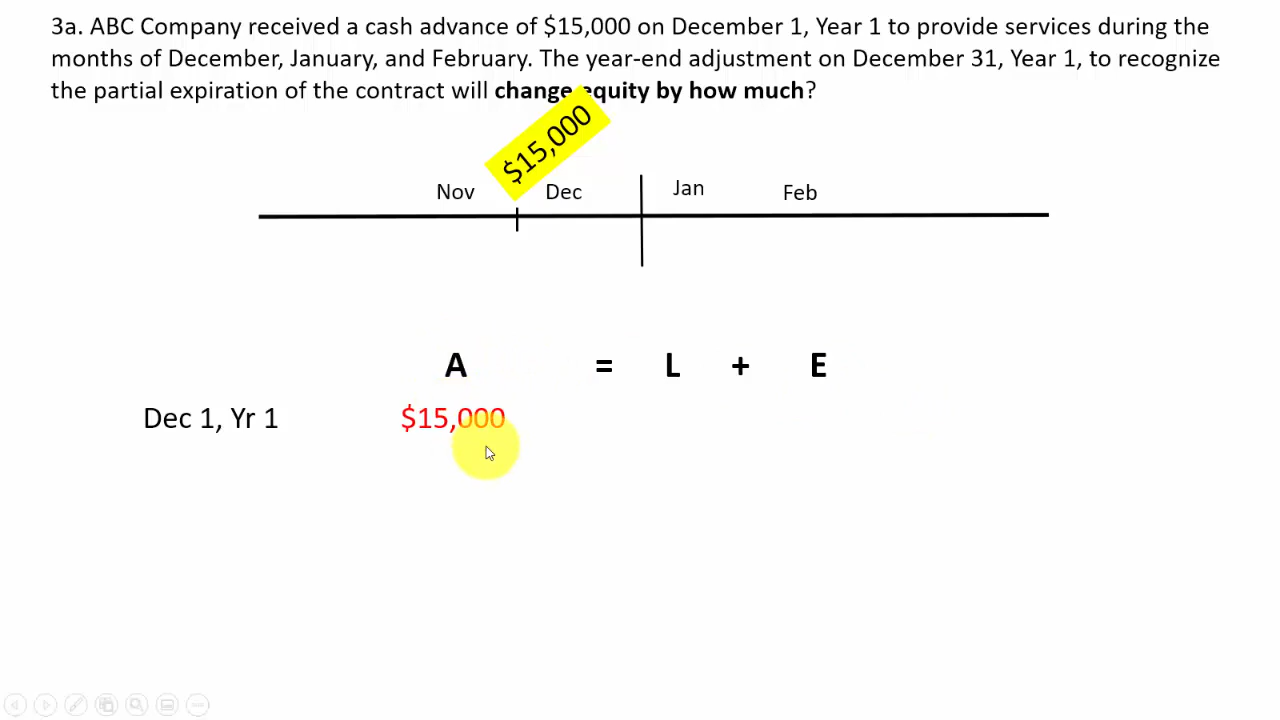 3a. ABC Company received a cash advance of $15,000 on December 1, Year 1 to provide services during the
months of December, January, and February. The year-end adjustment on December 31, Year 1, to recognize
the partial expiration of the contract will change equity by how much?
$15,000
Nov Dec Jan Feb
A = L + E
Dec 1, Yr 1 $15,000